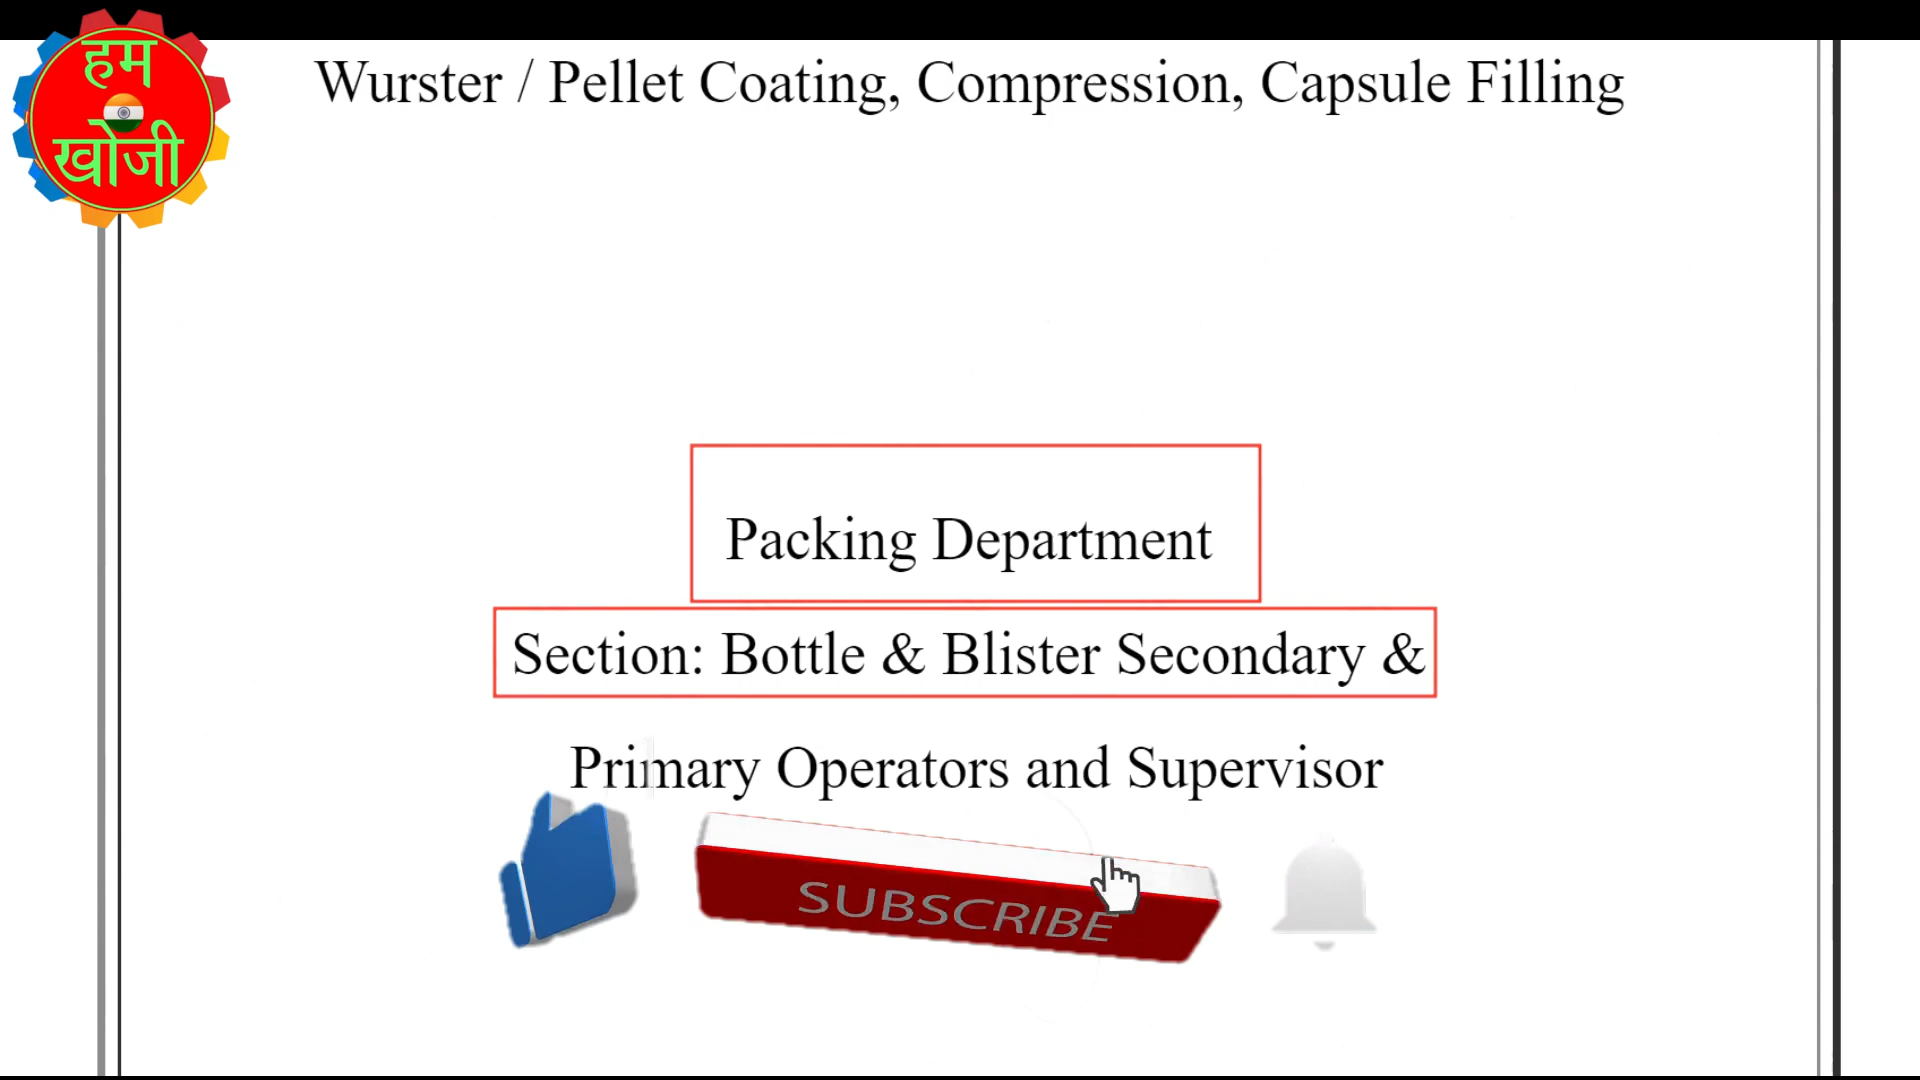 हम
खोजी
Wurster / Pellet Coating, Compression, Capsule Filling
Packing Department
Section: Bottle & Blister Secondary &
Primary Operators and Supervisor
SUBSCRIBE